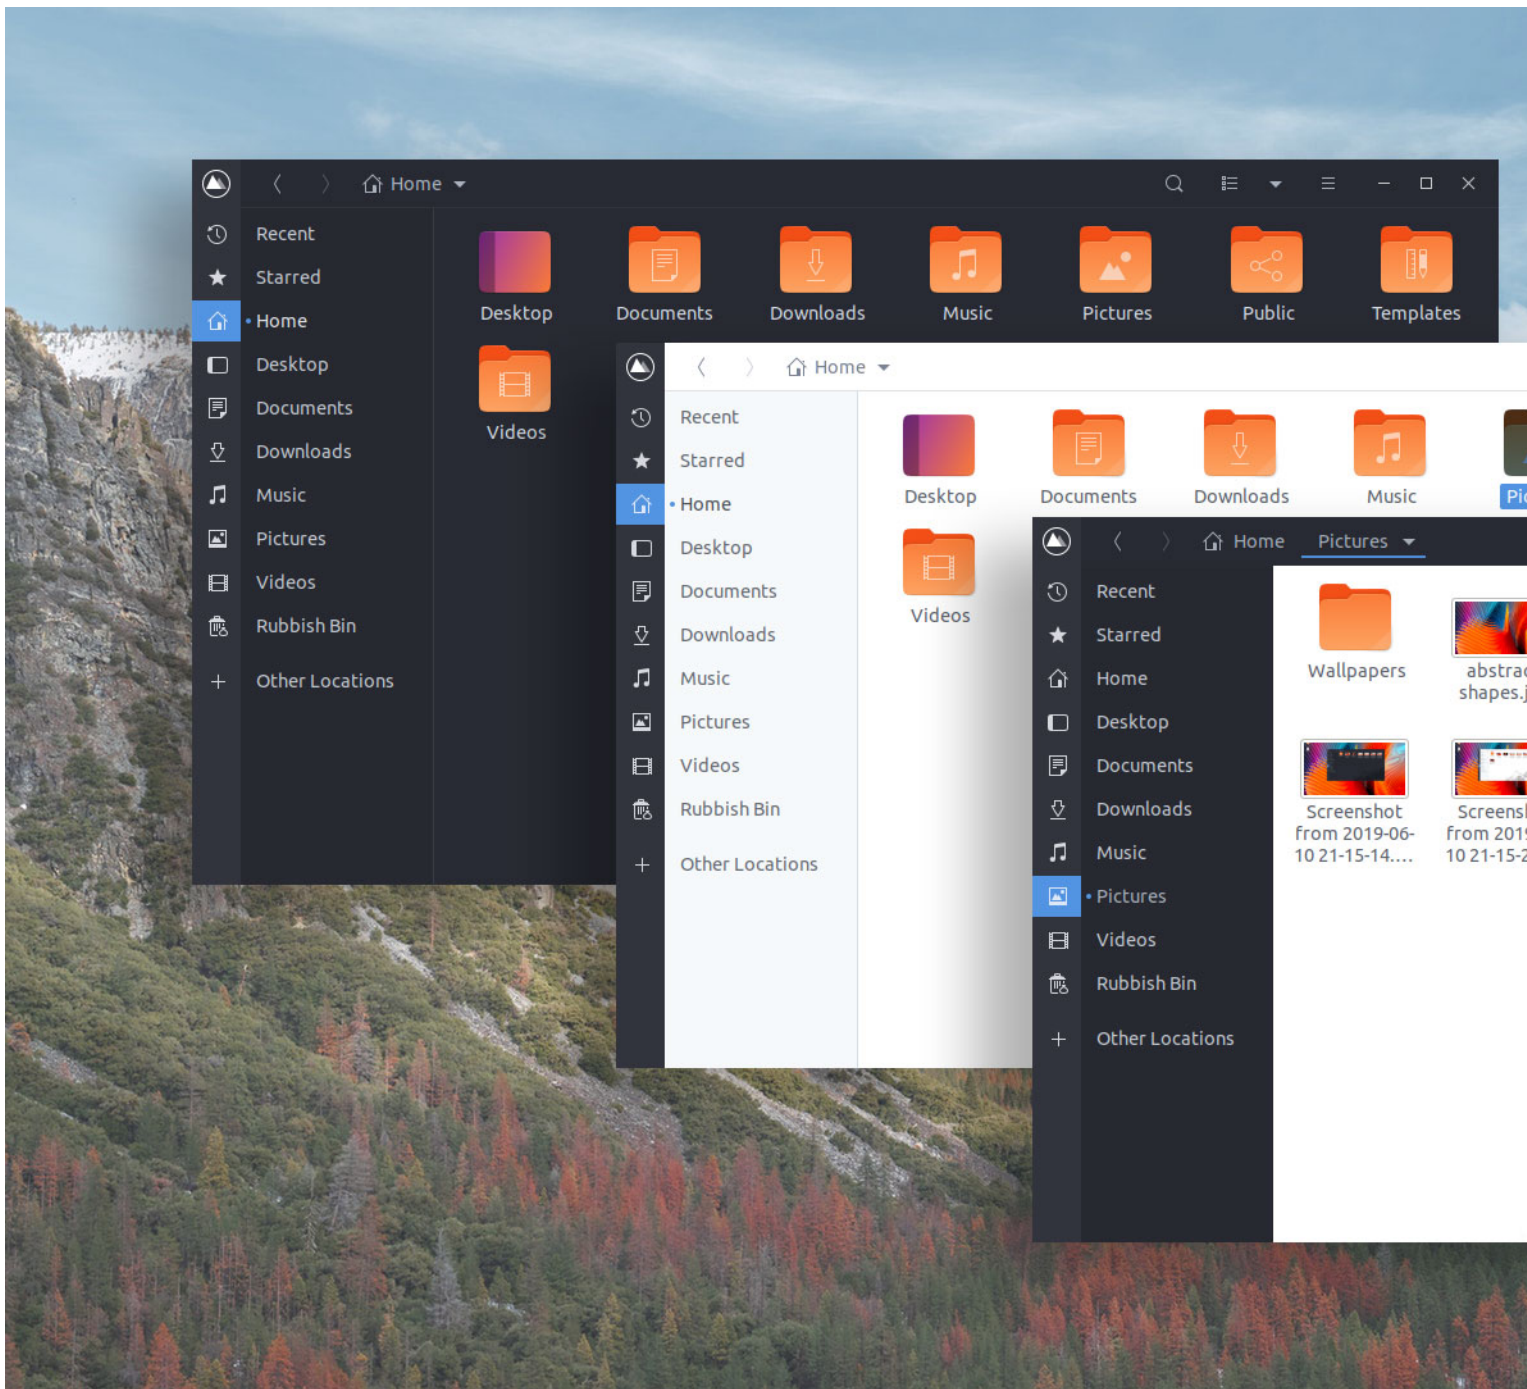 Home
Recent
Starred
Home
Desktop
Documents
Downloads
Music
Pictures
Videos
Rubbish Bin
Other Locations
Desktop Documents Downloads Music Pictures Public Templates
Videos
Home
Recent
Starred
Home
Desktop
Documents
Downloads
Music
Pictures
Videos
Rubbish Bin
Other Locations
Desktop Documents Downloads Music
Videos
Home Pictures
Recent
Starred
Home
Desktop
Documents
Downloads
Music
Pictures
Videos
Rubbish Bin
Other Locations
Wallpapers
Screenshot
from 2019-06-
10 21-15-14....
from
10